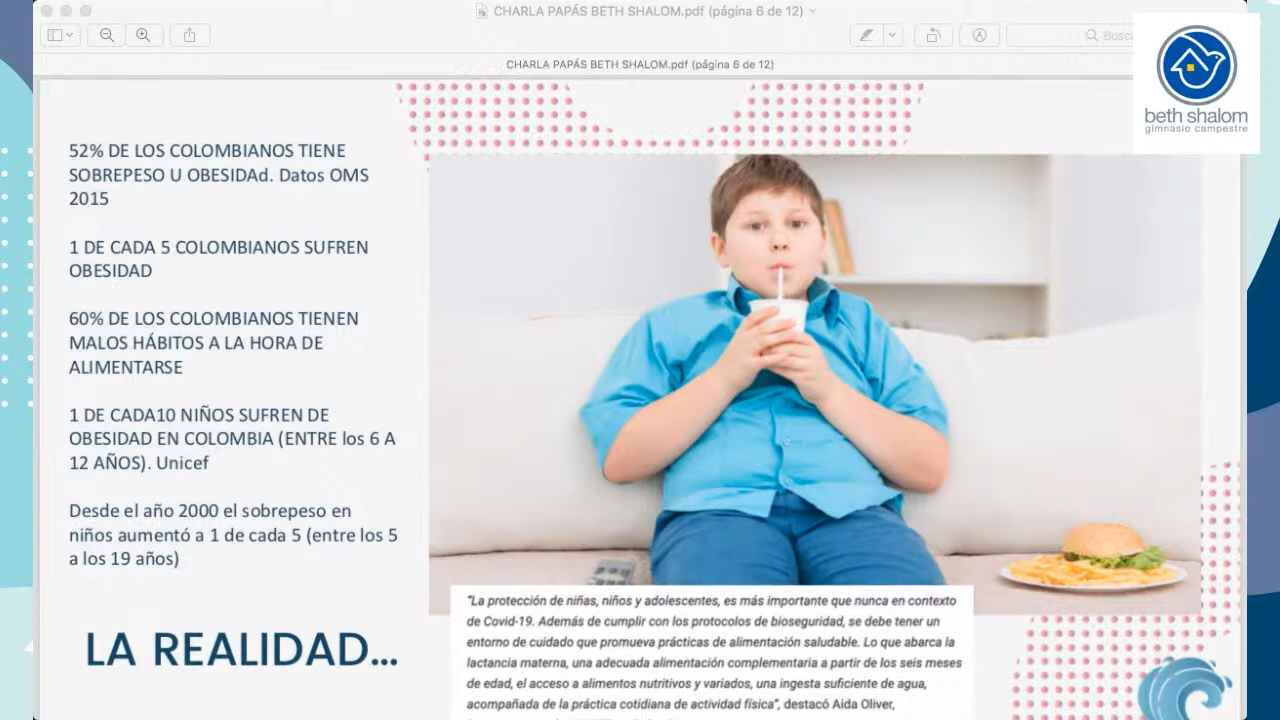 CHARLA PAPÁS BETH SHALOM.pdf (página 6 de 12)
Busca
CHARLA PAPÁS BETH SHALOM.pdf (página 6 de 12)
beth shalom
gimnasio campestre
52% DE LOS COLOMBIANOS TIENE
SOBREPESO U OBESIDAd. Datos OMS
2015
1 DE CADA 5 COLOMBIANOS SUFREN
OBESIDAD
60% DE LOS COLOMBIANOS TIENEN
MALOS HÁBITOS A LA HORA DE
ALIMENTARSE
1 DE CADA10 NIÑOS SUFREN DE
OBESIDAD EN COLOMBIA (ENTRE los 6 A
12 AÑOS). Unicef
Desde el año 2000 el sobrepeso en
niños aumentó a 1 de cada 5 (entre los 5
a los 19 años)
LA REALIDAD...
"La protección de niñas, niños y adolescentes, es más importante que nunca en contexto
de Covid-19. Además de cumplir con los protocolos de bioseguridad, se debe tener un
entorno de cuidado que promueva prácticas de alimentación saludable. Lo que abarca la
lactancia materna, una adecuada alimentación complementaria a partir de los seis meses
de edad, el acceso a alimentos nutritivos y variados, una ingesta suficiente de agua,
acompañada de la práctica cotidiana de actividad física", destacó Aida Oliver,